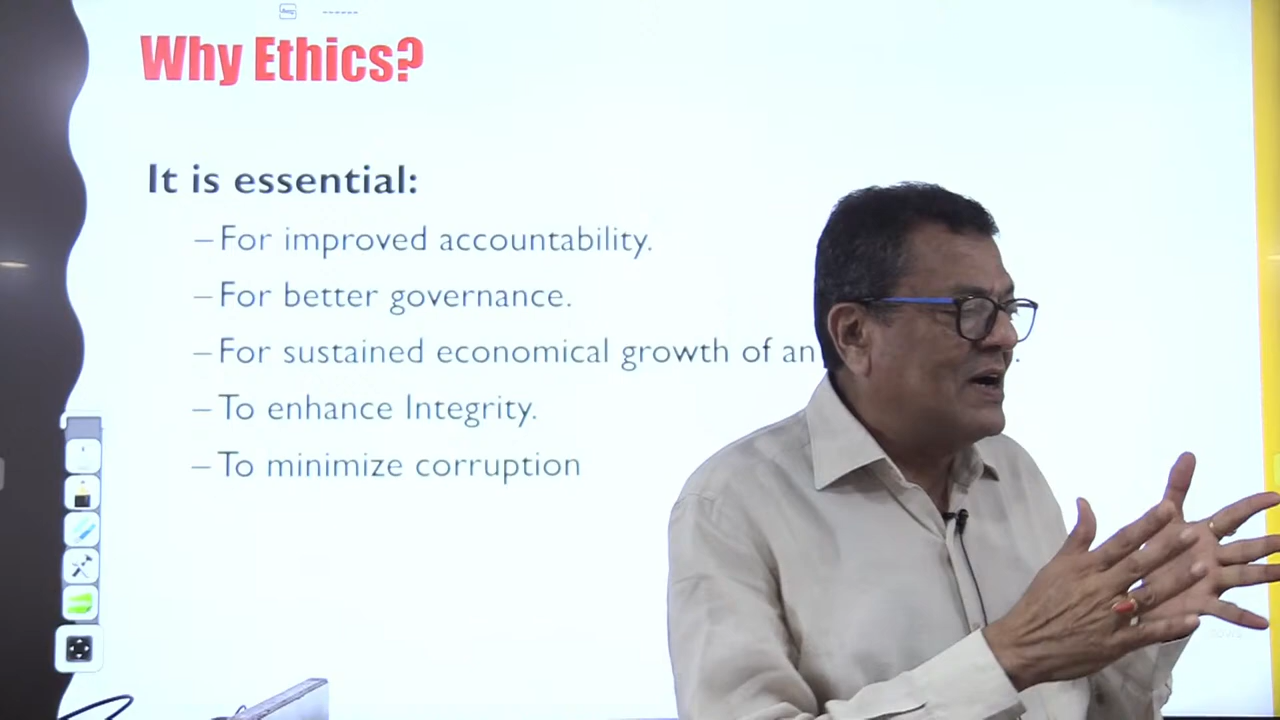 Why Ethics?
It is essential:
– For improved accountability.
– For better governance.
– For sustained economical growth of an .
– To enhance Integrity.
– To minimize corruption